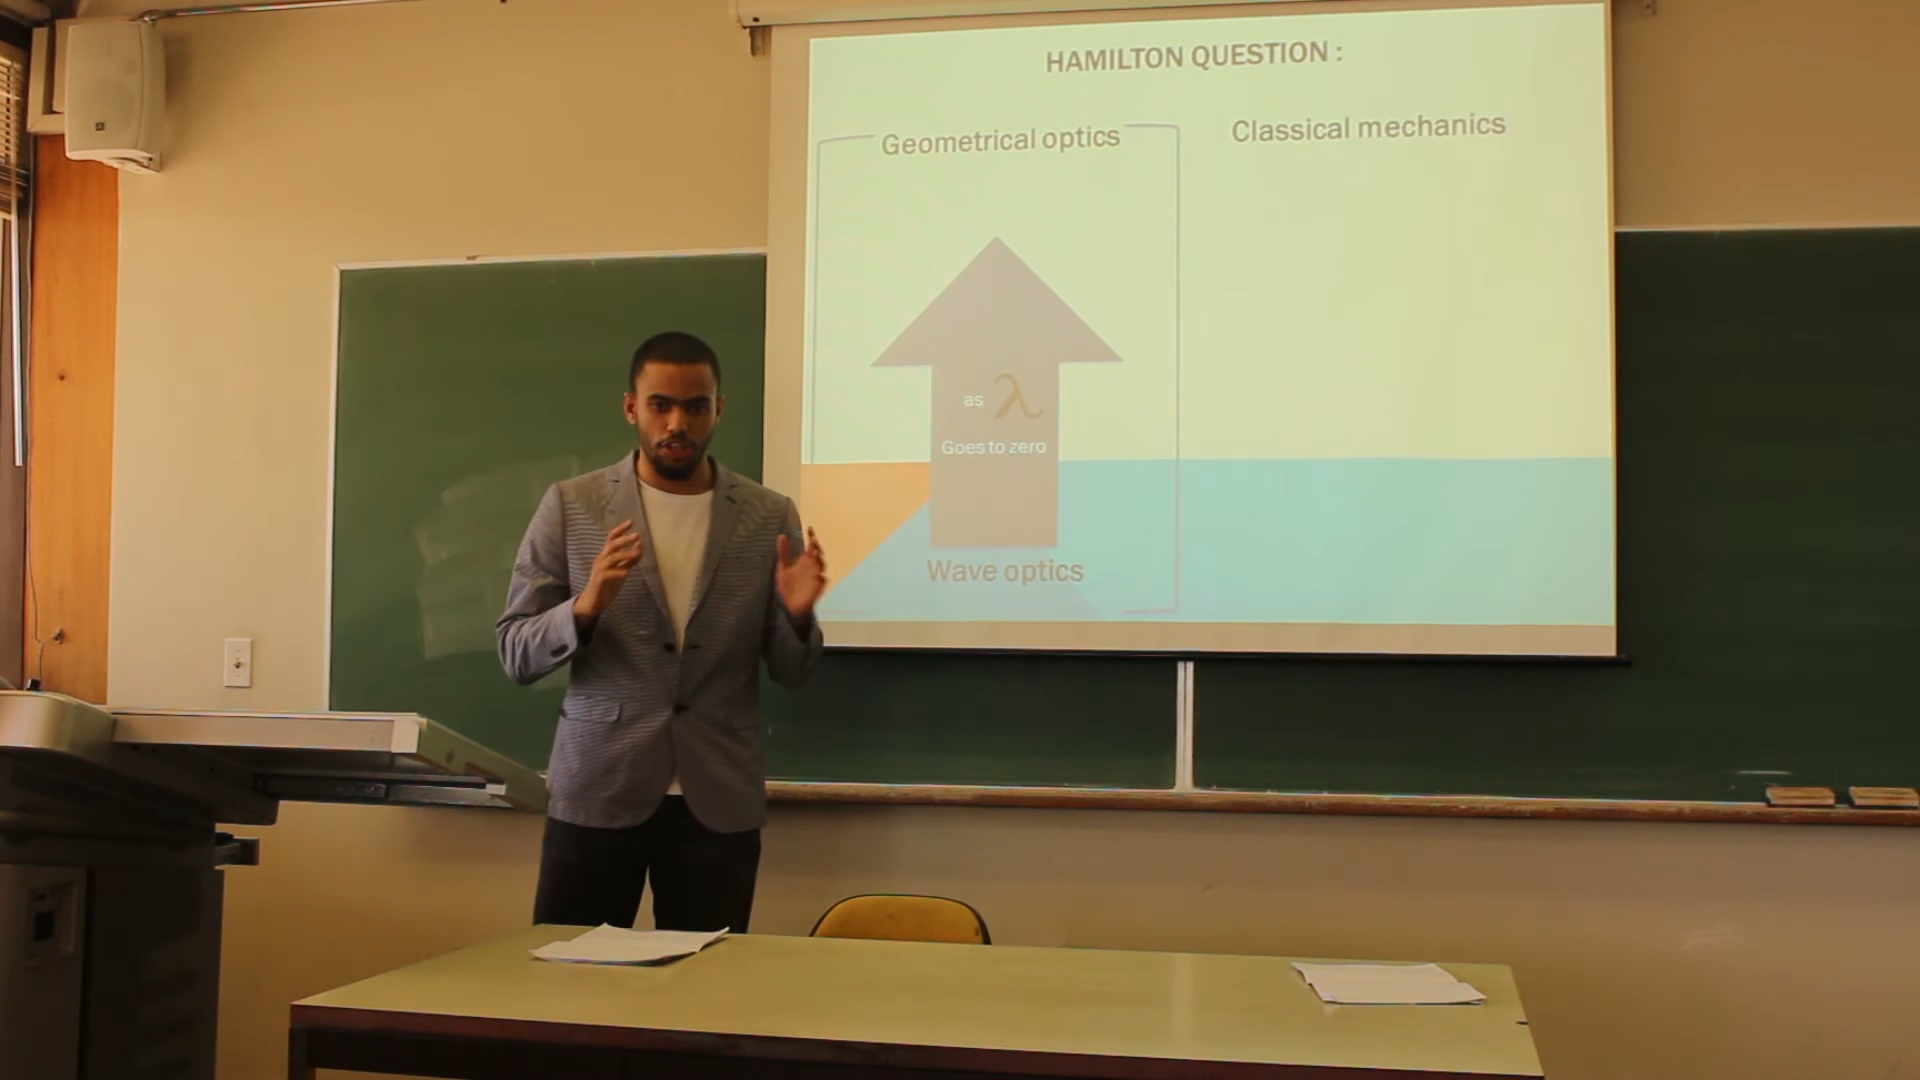 HAMILTON QUESTION :
Geometrical optics
Classical mechanics
as λ
Goes to zero
Wave optics